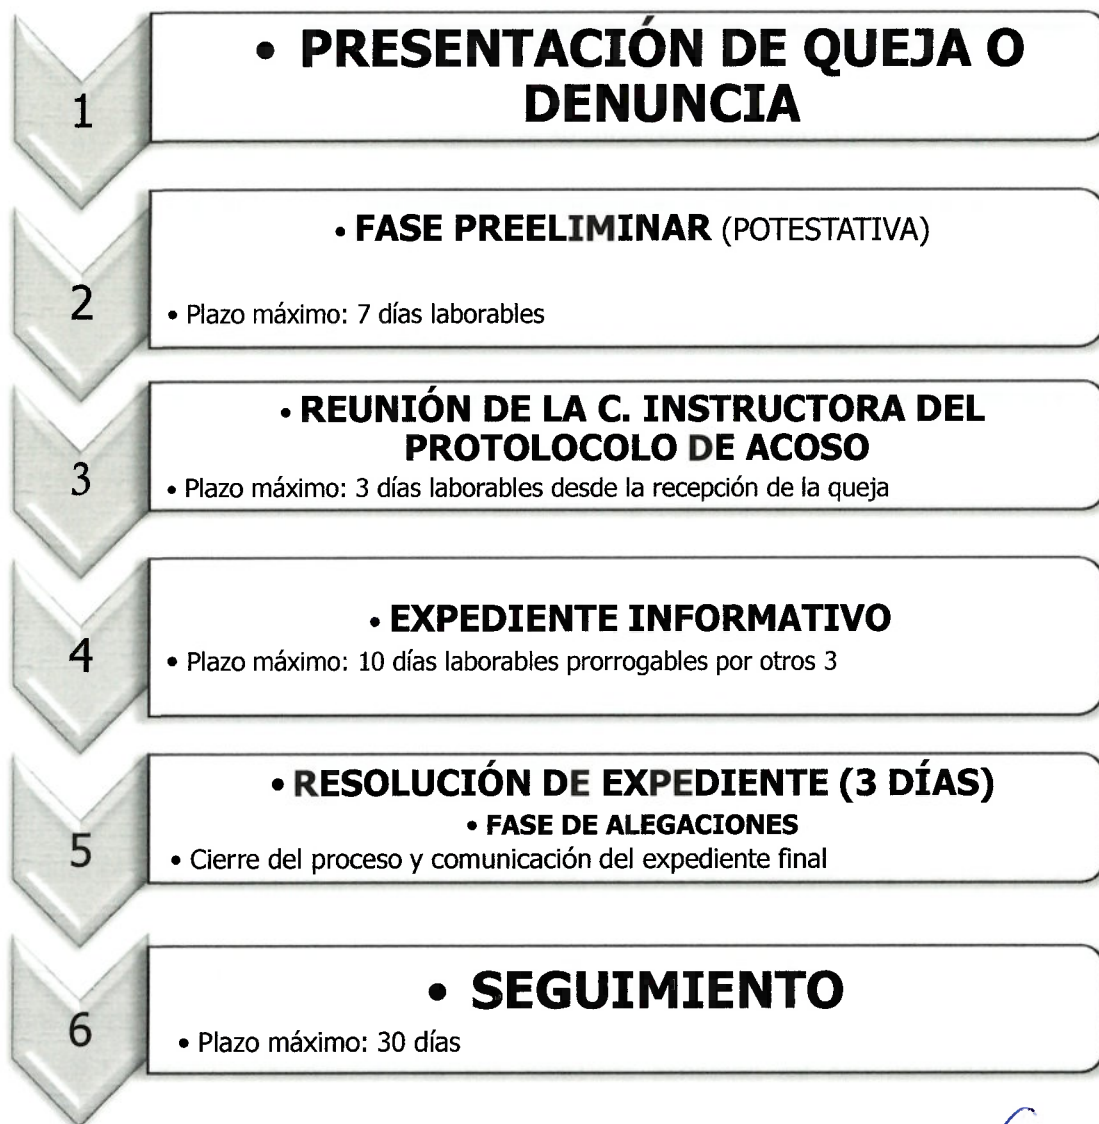 1
• PRESENTACIÓN DE QUEJA O
DENUNCIA
2
• FASE PREELIMINAR (POTESTATIVA)
• Plazo máximo: 7 días laborables
3
• REUNIÓN DE LA C. INSTRUCTORA DEL
PROTOLOCOLO DE ACOSO
• Plazo máximo: 3 días laborables desde la recepción de la queja
4
• EXPEDIENTE INFORMATIVO
• Plazo máximo: 10 días laborables prorrogables por otros 3
5
• RESOLUCIÓN DE EXPEDIENTE (3 DÍAS)
• FASE DE ALEGACIONES
• Cierre del proceso y comunicación del expediente final
6
• SEGUIMIENTO
• Plazo máximo: 30 días